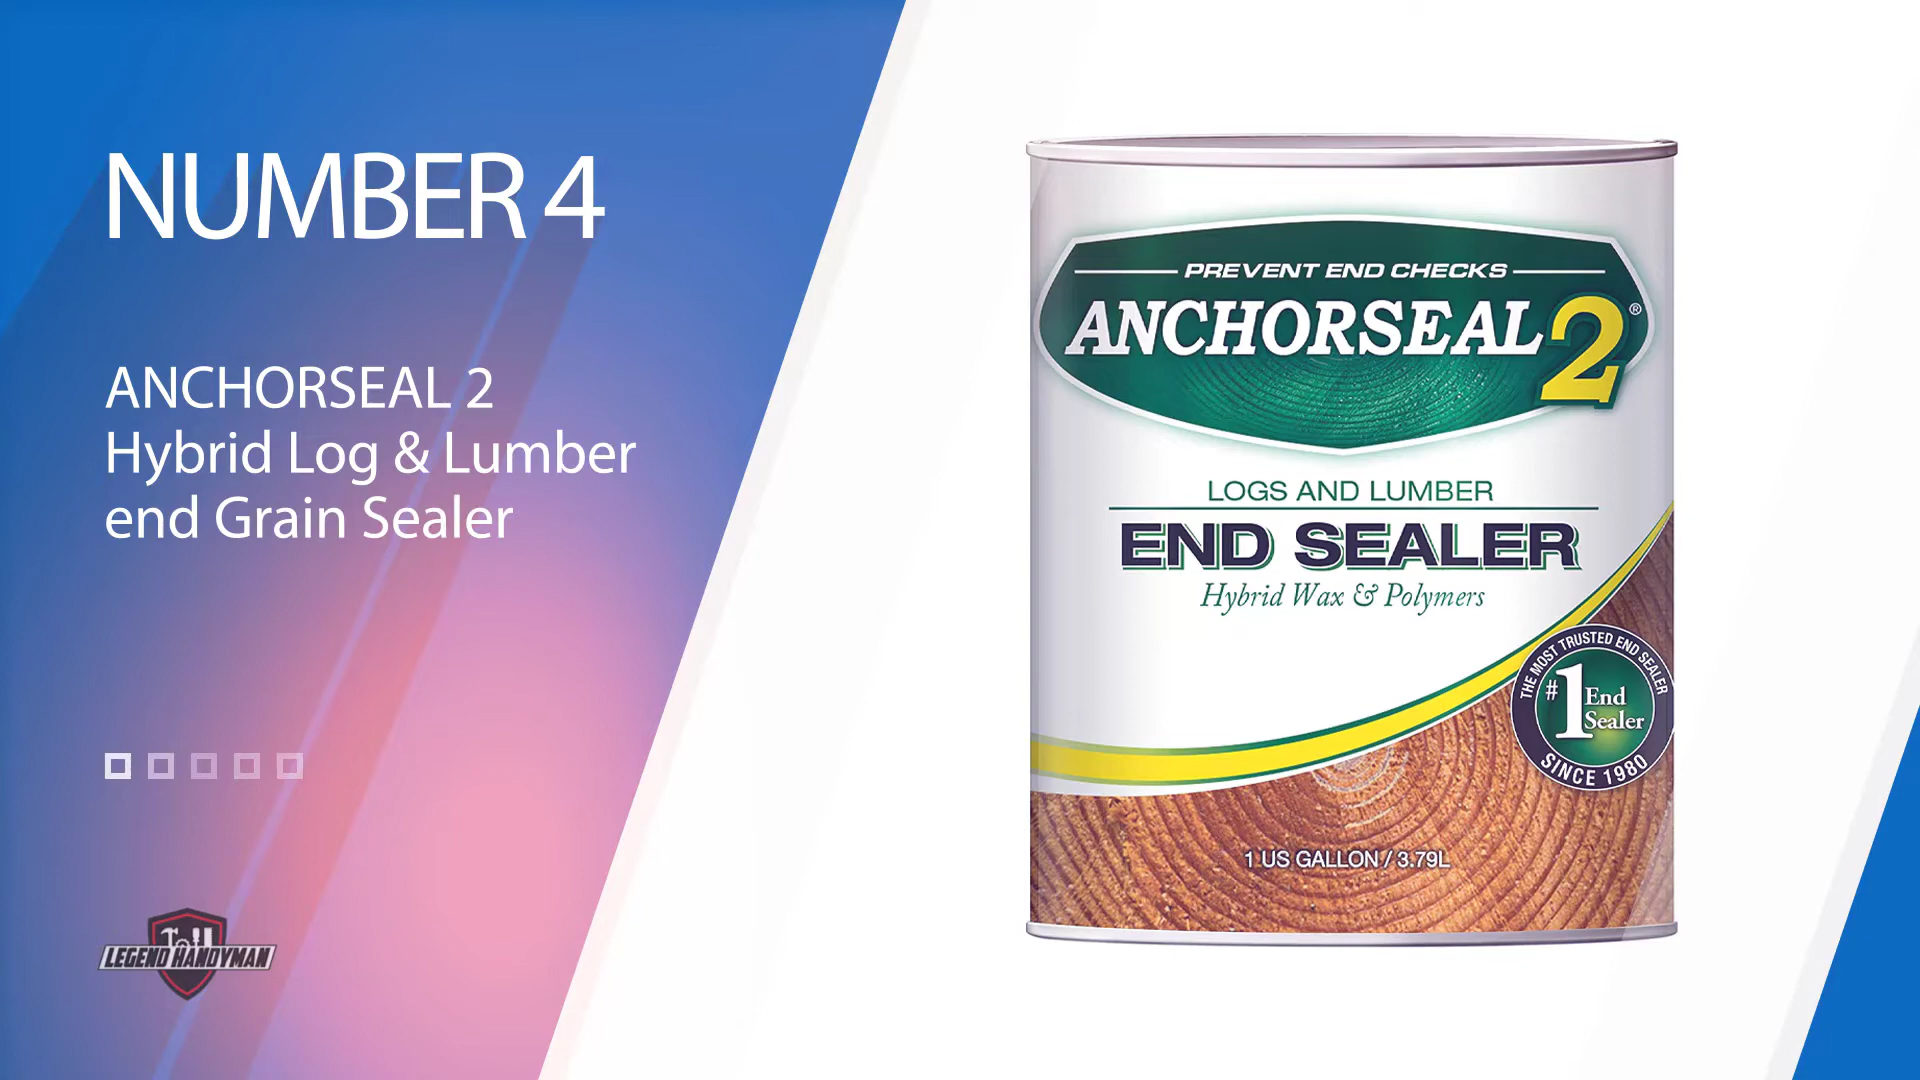 NUMBER 4
ANCHORSEAL 2
Hybrid Log & Lumber
end Grain Sealer
LEGEND HANDYMAN
PREVENT END CHECKS
ANCHORSEAL 2®
LOGS AND LUMBER
END SEALER
Hybrid Wax & Polymers
THE MOST TRUSTED END SEALER
#1 End
Sealer
SINCE 1980
1 US GALLON / 3.79L